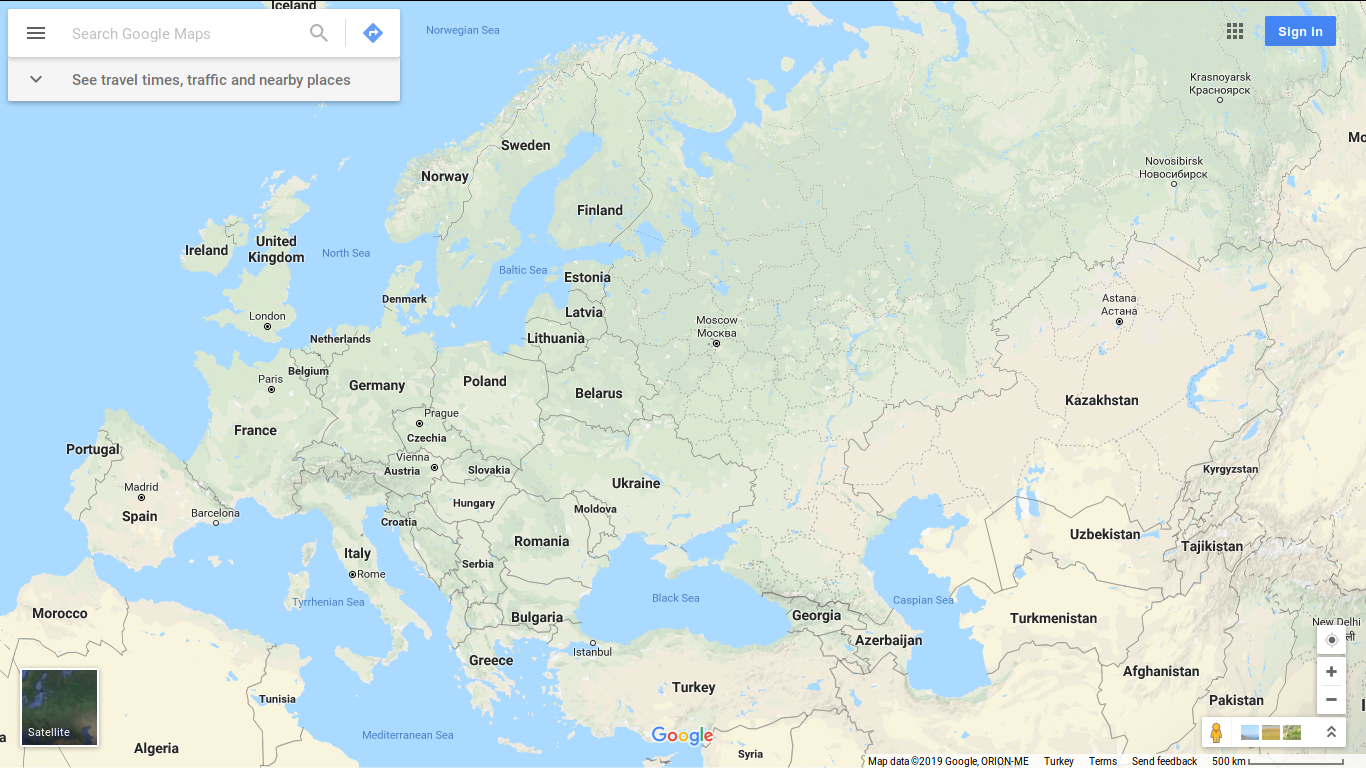 Iceland
Search Google Maps
See travel times, traffic and nearby places
Norwegian Sea
Sign in
Krasnoyarsk
Красноярск
Sweden
Norway
Novosibirsk
Новосибирск
Finland
Ireland
United
Kingdom
North Sea
Baltic Sea
Estonia
Denmark
Astana
Астана
London
Latvia
Moscow
Москва
Netherlands
Lithuania
Belgium
Paris
Germany
Poland
Belarus
Kazakhstan
Prague
France
Czechia
Portugal
Vienna
Austria
Slovakia
Kyrgyzstan
Madrid
Ukraine
Barcelona
Spain
Hungary
Moldova
Croatia
Uzbekistan
Romania
Tajikistan
Italy
Serbia
Rome
Tyrrhenian Sea
Black Sea
Caspian Sea
Morocco
Bulgaria
Georgia
Turkmenistan
New Delhi
Azerbaijan
Istanbul
Greece
Afghanistan
Turkey
Tunisia
Pakistan
Satellite
Mediterranean Sea
Google
Algeria
Syria
Map data ©2019 Google, ORION-ME Turkey Terms Send feedback 500 km